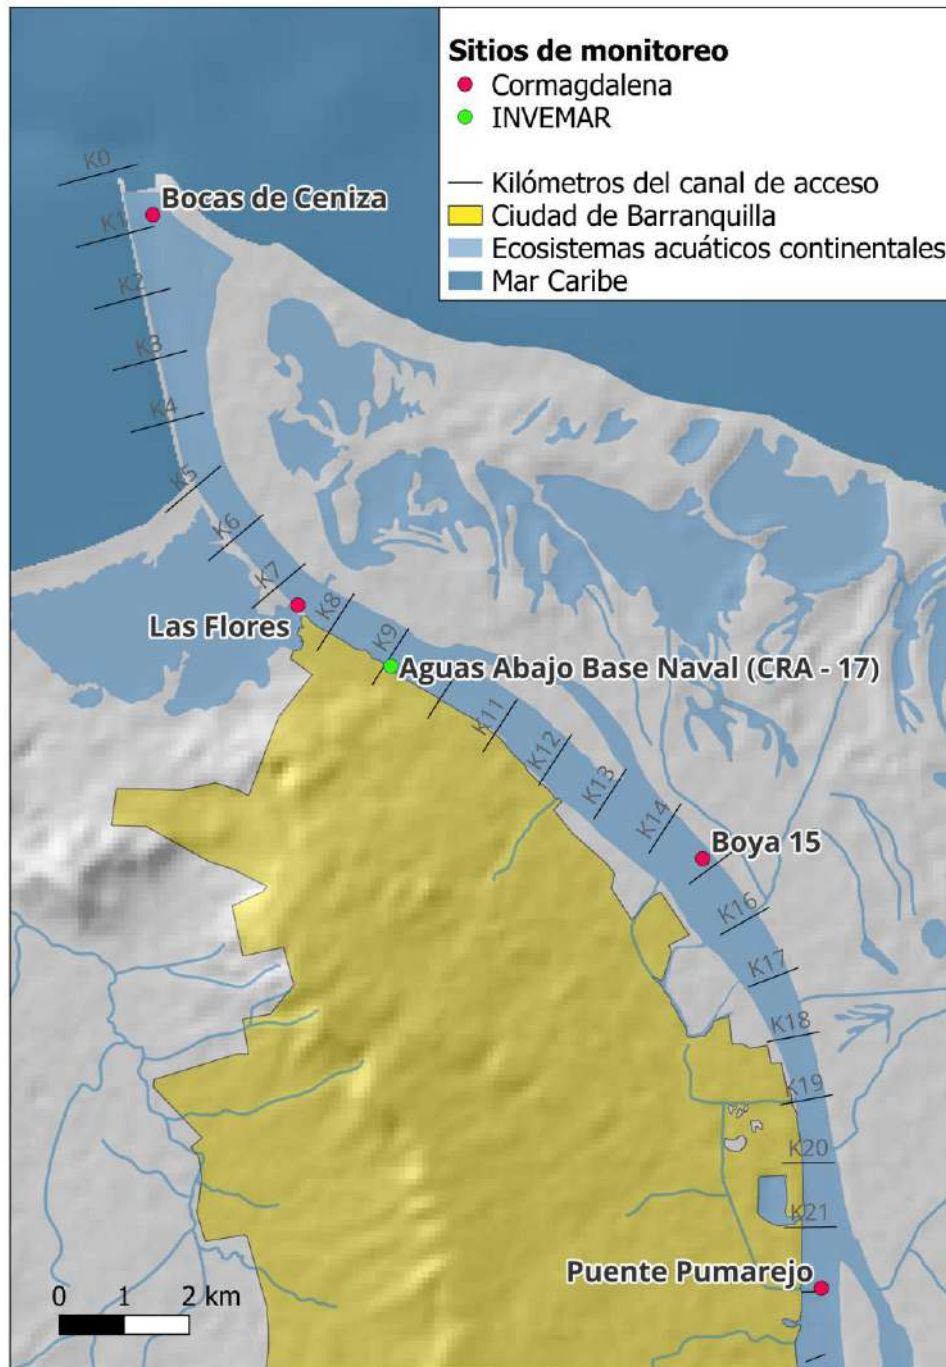 Sitios de monitoreo
Cormagdalena
INVEMAR
Kilómetros del canal de acceso
Ciudad de Barranquilla
Ecosistemas acuáticos continentales
Mar Caribe
K0
Bocas de Ceniza
K1
K2
K3
K4
K5
K6
K7
Las Flores
K8
K9
Aguas Abajo Base Naval (CRA - 17)
K11
K12
K13
K14
Boya 15
K16
K17
K18
K19
K20
K21
Puente Pumarejo
0 1 2 km